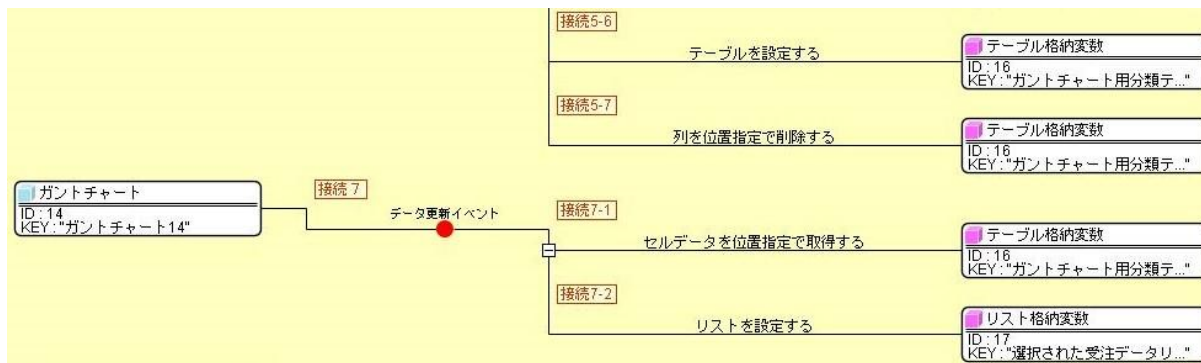 接続5-6
テーブルを設定する
テーブル格納変数
ID : 16
KEY : "ガントチャート用分類テ..."
接続5-7
列を位置指定で削除する
テーブル格納変数
ID : 16
KEY : "ガントチャート用分類テ..."
ガントチャート
ID : 14
KEY : "ガントチャート14"
接続 7
データ更新イベント
接続7-1
セルデータを位置指定で取得する
テーブル格納変数
ID : 16
KEY : "ガントチャート用分類テ..."
接続7-2
リストを設定する
リスト格納変数
ID : 17
KEY : "選択された受注データリ..."